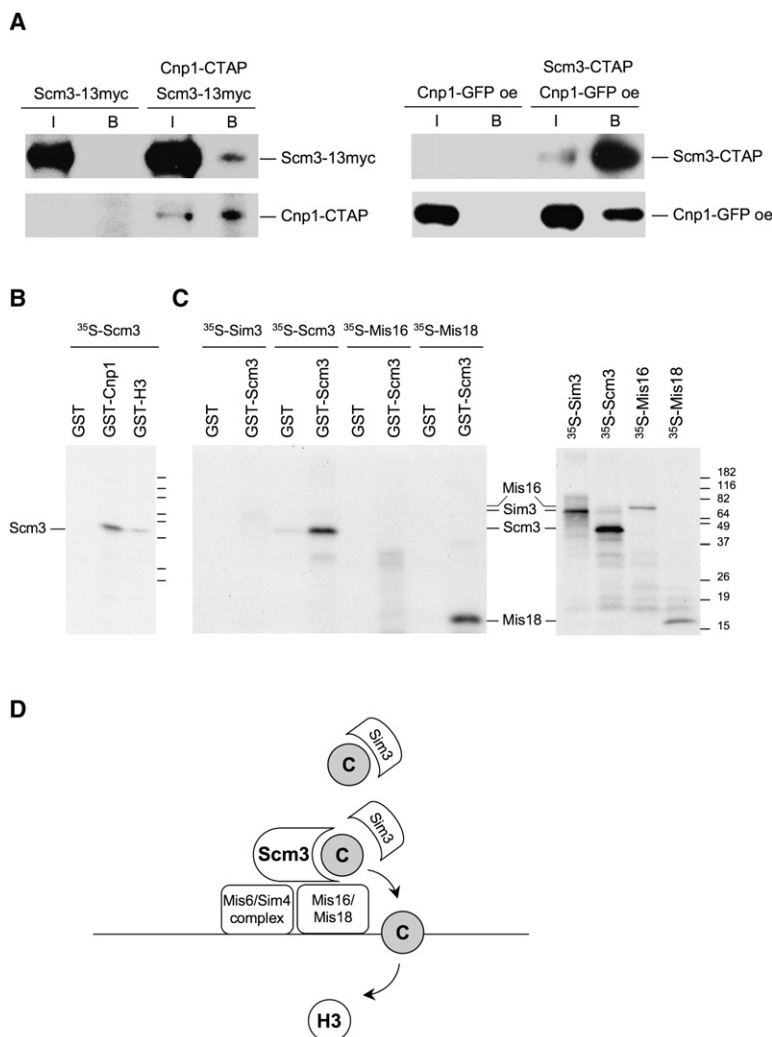 A
Cnp1-CTAP
Scm3-13myc Scm3-13myc
I B I B
Scm3-13myc
Cnp1-CTAP
Scm3-CTAP
Cnp1-GFP oe Cnp1-GFP oe
I B I B
Scm3-CTAP
Cnp1-GFP oe
B
35S-Scm3
GST
GST-Cnp1
GST-H3
Scm3
C
35S-Sim3 35S-Scm3 35S-Mis16 35S-Mis18
GST
GST-Scm3
GST
GST-Scm3
GST
GST-Scm3
GST
GST-Scm3
Mis16
Sim3
Scm3
Mis18
35S-Sim3
35S-Scm3
35S-Mis16
35S-Mis18
182
116
82
64
49
37
26
19
15
D
Sim3
C
Sim3
Scm3
C
Mis6/Sim4
complex
Mis16/
Mis18
C
H3